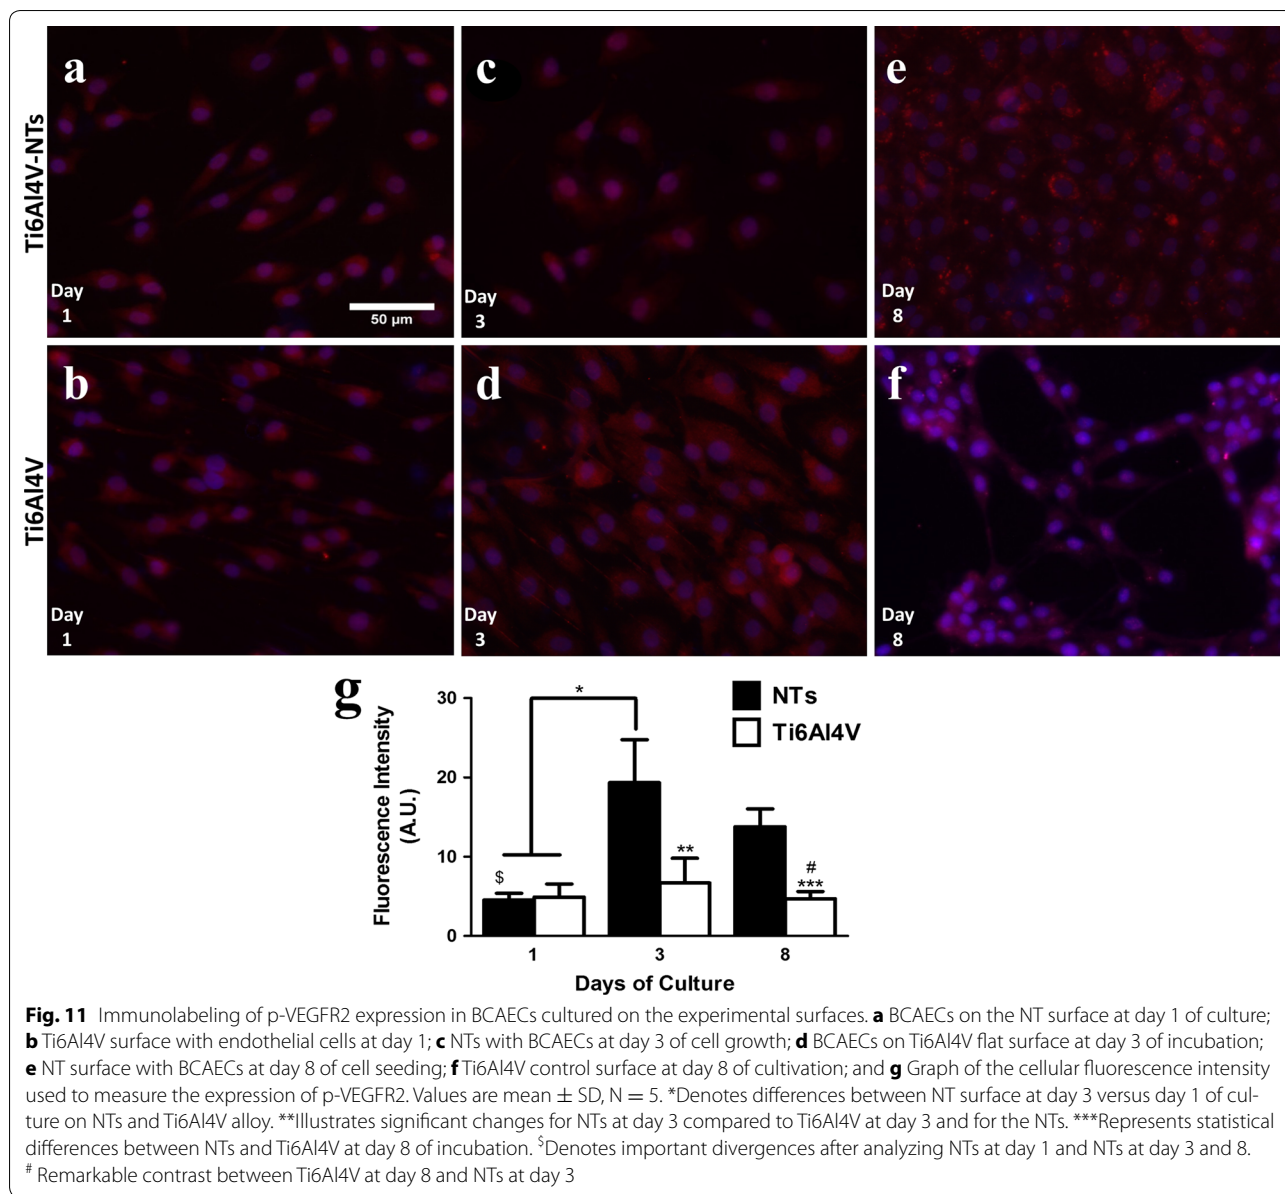 a
c
e
Ti6Al4V-NTs
Day
1
50 µm
Day
3
Day
8
b
d
f
Ti6Al4V
Day
1
Day
3
Day
8
g
Fluorescence Intensity
(A.U.)
30
20
10
0
*
$
**
#
***
NTs
Ti6Al4V
1 3 8
Days of Culture
Fig. 11 Immunolabeling of p-VEGFR2 expression in BCAECs cultured on the experimental surfaces. a BCAECs on the NT surface at day 1 of culture;
b Ti6Al4V surface with endothelial cells at day 1; c NTs with BCAECs at day 3 of cell growth; d BCAECs on Ti6Al4V flat surface at day 3 of incubation;
e NT surface with BCAECs at day 8 of cell seeding; f Ti6Al4V control surface at day 8 of cultivation; and g Graph of the cellular fluorescence intensity
used to measure the expression of p-VEGFR2. Values are mean ± SD, N = 5. *Denotes differences between NT surface at day 3 versus day 1 of cul-
ture on NTs and Ti6Al4V alloy. **Illustrates significant changes for NTs at day 3 compared to Ti6Al4V at day 3 and for the NTs. ***Represents statistical
differences between NTs and Ti6Al4V at day 8 of incubation. $Denotes important divergences after analyzing NTs at day 1 and NTs at day 3 and 8.
# Remarkable contrast between Ti6Al4V at day 8 and NTs at day 3